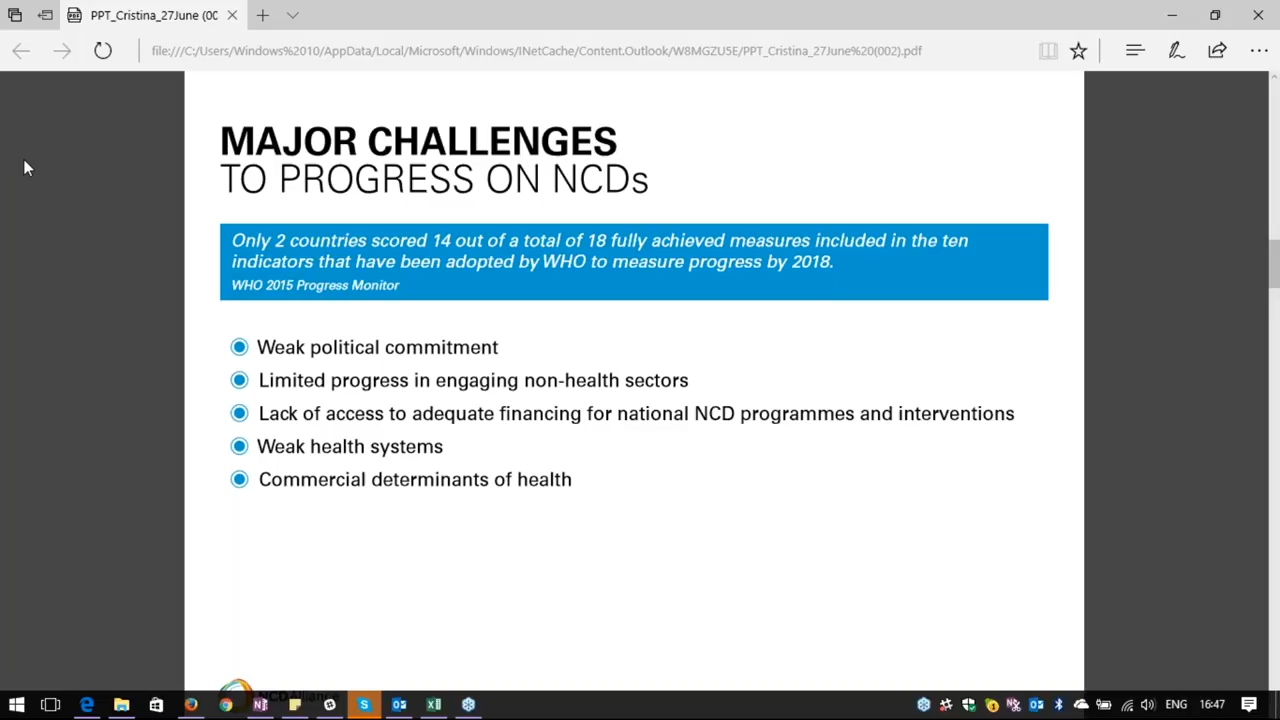 PPT_Cristina_27June (00
file:///C:/Users/Windows%2010/AppData/Local/Microsoft/Windows/INetCache/Content.Outlook/W8MGZU5E/PPT_Cristina_27June%20(002).pdf
MAJOR CHALLENGES
TO PROGRESS ON NCDs
Only 2 countries scored 14 out of a total of 18 fully achieved measures included in the ten
indicators that have been adopted by WHO to measure progress by 2018.
WHO 2015 Progress Monitor
Weak political commitment
Limited progress in engaging non-health sectors
Lack of access to adequate financing for national NCD programmes and interventions
Weak health systems
Commercial determinants of health
NCD Alliance
ENG
16:47